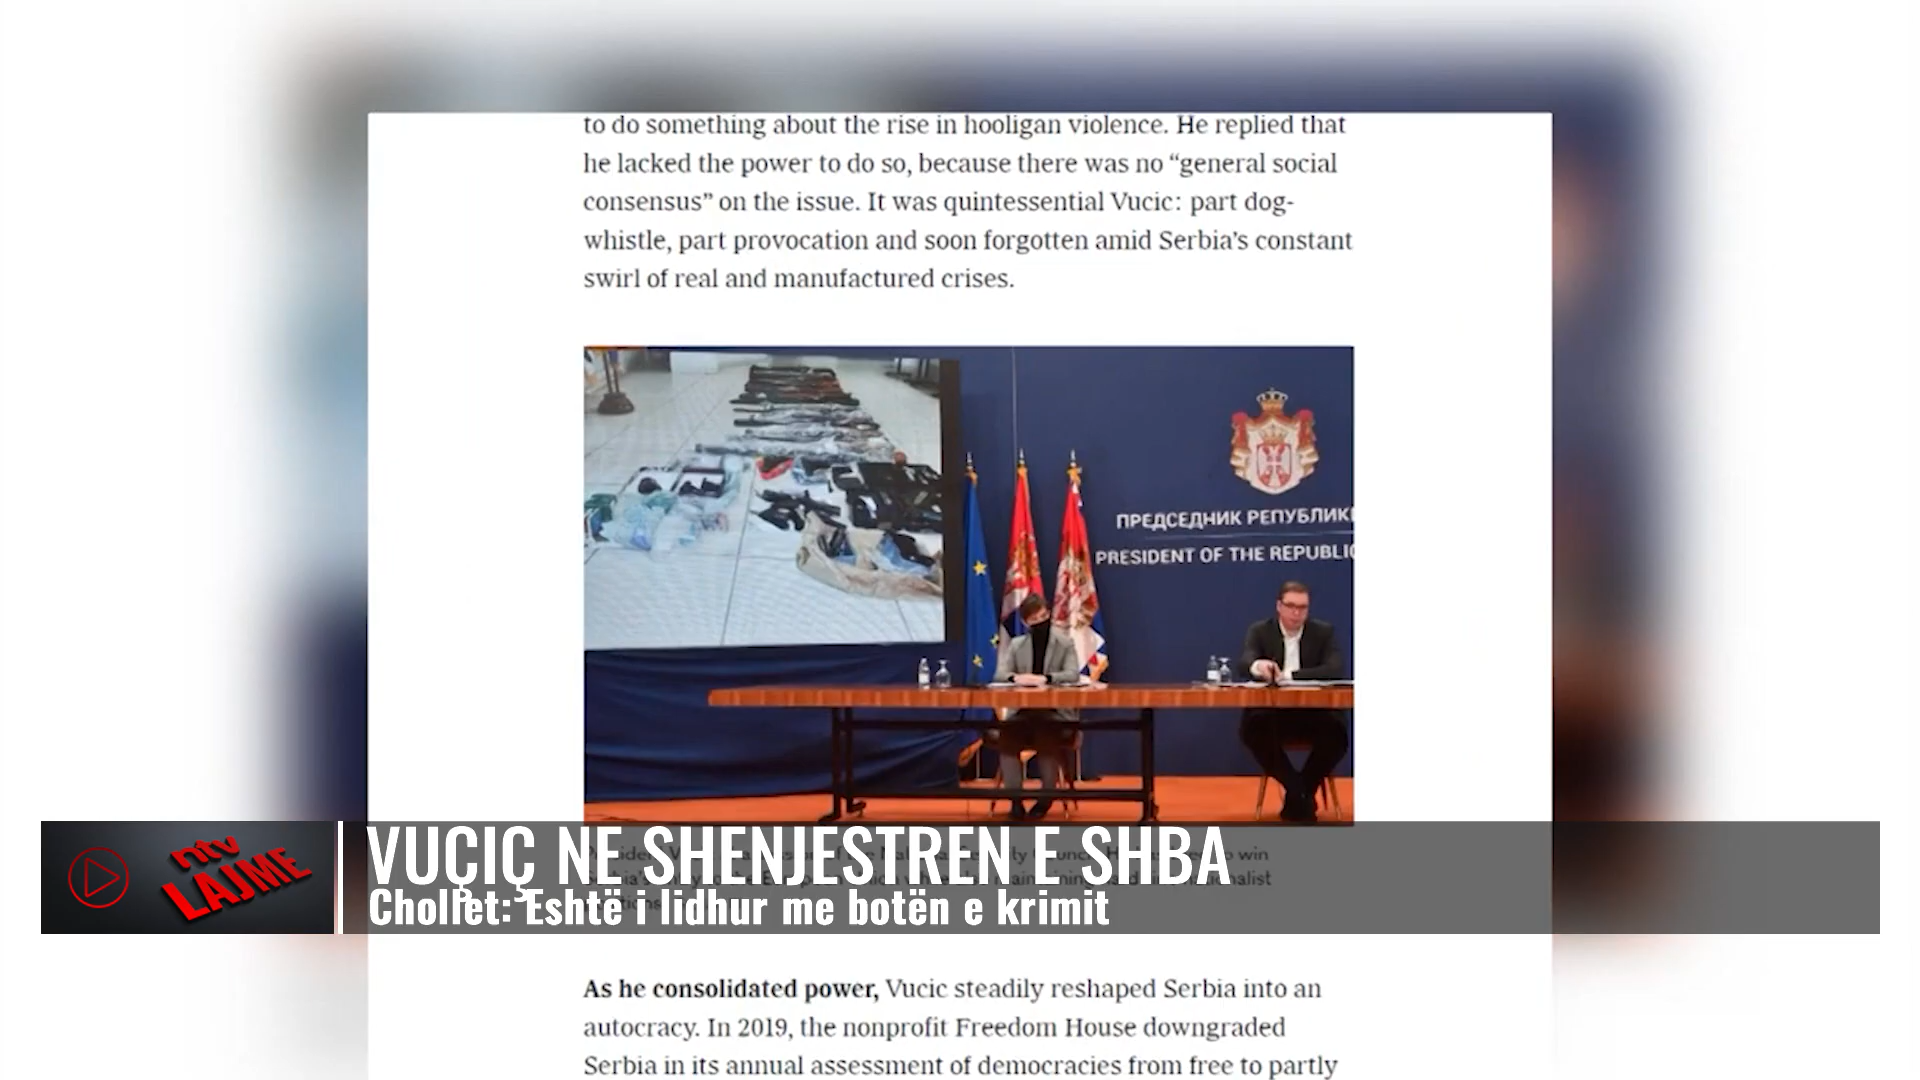 to do something about the rise in hooligan violence. He replied that
he lacked the power to do so, because there was no “general social
consensus” on the issue. It was quintessential Vucic: part dog-
whistle, part provocation and soon forgotten amid Serbia’s constant
swirl of real and manufactured crises.
ПРЕДСЕДНИК РЕПУБЛИК
PRESIDENT OF THE REPUBLIC
ntv
LAJME
VUÇIÇ NE SHENJESTREN E SHBA
Chollet: Eshtë i lidhur me botën e krimit
win
nalist
As he consolidated power, Vucic steadily reshaped Serbia into an
autocracy. In 2019, the nonprofit Freedom House downgraded
Serbia in its annual assessment of democracies from free to partly